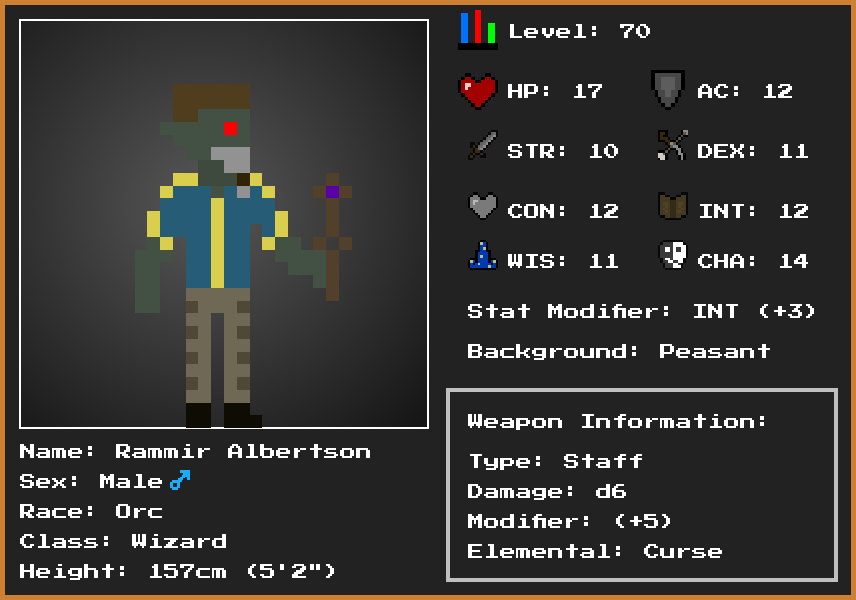 Level: 70
HP: 17
AC: 12
STR: 10
DEX: 11
CON: 12
INT: 12
WIS: 11
CHA: 14
Stat Modifier: INT (+3)
Background: Peasant
Weapon Information:
Type: Staff
Damage: d6
Modifier: (+5)
Elemental: Curse
Name: Rammir Albertson
Sex: Male♂
Race: Orc
Class: Wizard
Height: 157cm (5'2")